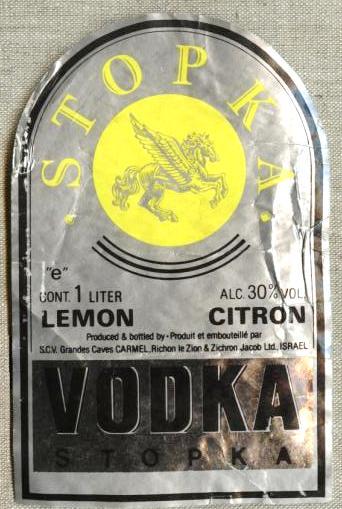 STOPKA
"e"
CONT. 1 LITER ALC. 30% VOL.
LEMON CITRON
Produced & bottled by • Produit et embouteillé par
S.C.V. Grandes Caves CARMEL, Richon le Zion & Zichron Jacob Ltd. ISRAEL
VODKA
STOPKA